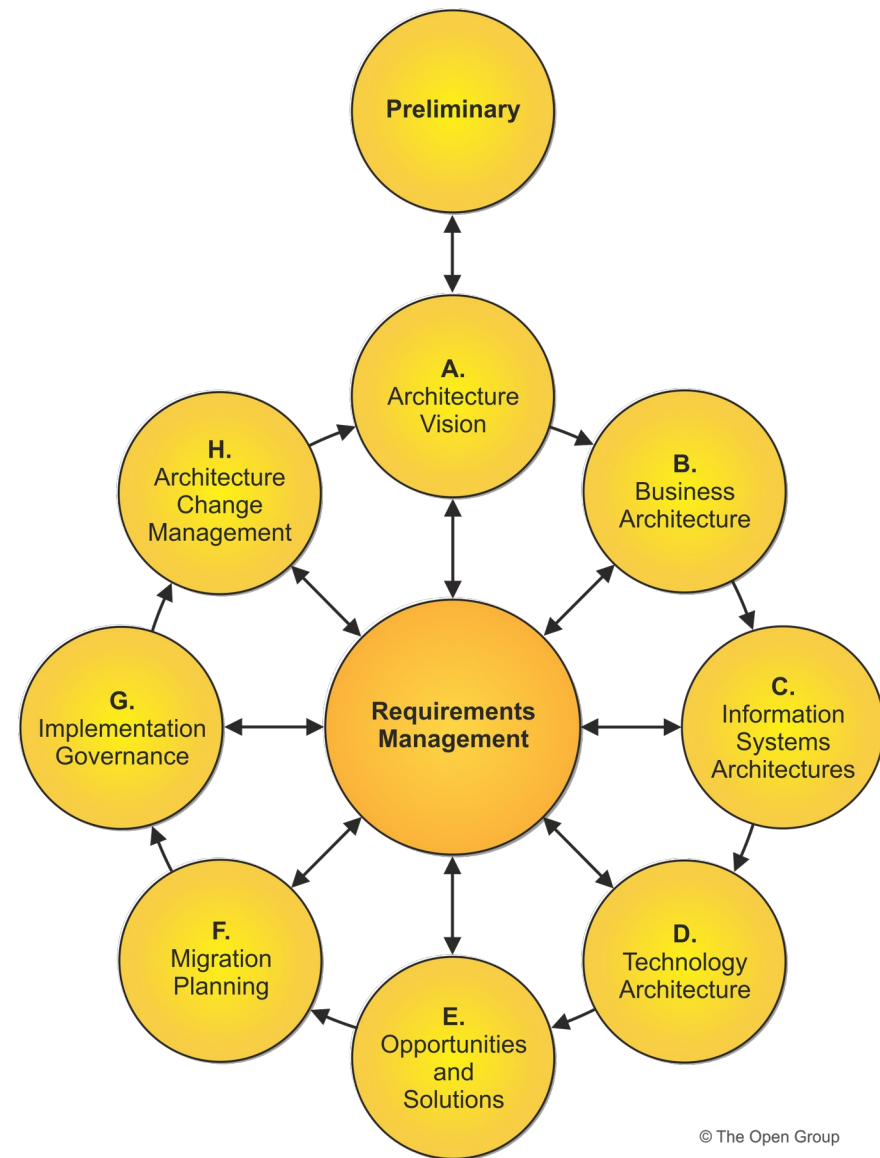 Preliminary
A.
Architecture
Vision
B.
Business
Architecture
C.
Information
Systems
Architectures
D.
Technology
Architecture
E.
Opportunities
and
Solutions
F.
Migration
Planning
G.
Implementation
Governance
H.
Architecture
Change
Management
Requirements
Management
© The Open Group